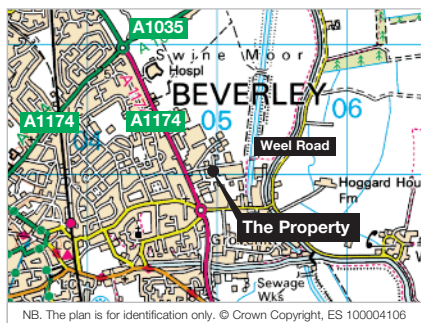 A1035
Swine Moor
Hospl
BEVERLEY
A1174
A1174
05
06
04
Weel Road
Hoggard Hou
Fm
The Property
Sewage
Wks
NB. The plan is for identification only. © Crown Copyright, ES 100004106